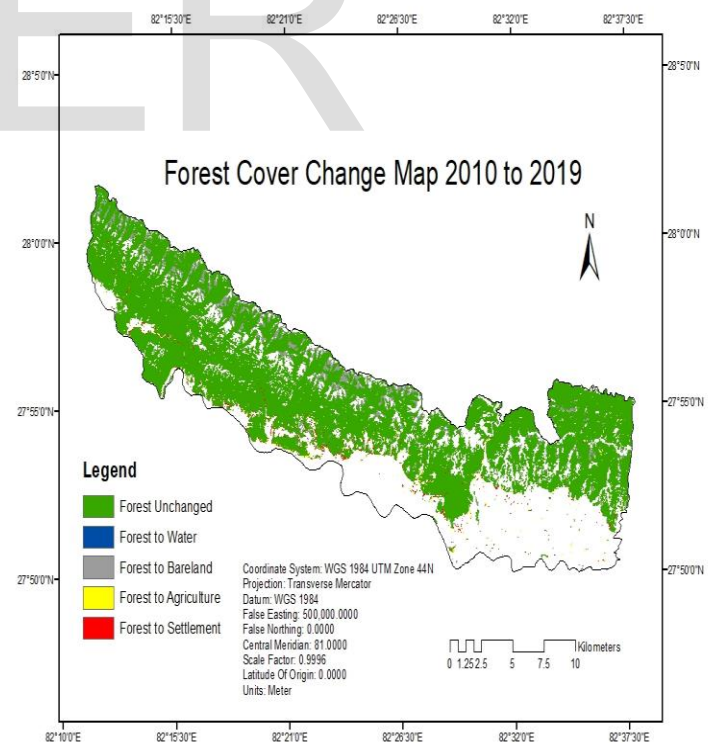 ER
82°15'30"E 82°21'0"E 82°26'30"E 82°32'0"E 82°37'30"E
28°5'0"N 28°5'0"N
Forest Cover Change Map 2010 to 2019
N
28°0'0"N 28°0'0"N
27°55'0"N 27°55'0"N
Legend
Forest Unchanged
Forest to Water
Forest to Bareland
Forest to Agriculture
Forest to Settlement
Coordinate System: WGS 1984 UTM Zone 44N
Projection: Transverse Mercator
Datum: WGS 1984
False Easting: 500,000.0000
False Northing: 0.0000
Central Meridian: 81.0000
Scale Factor: 0.9996
Latitude Of Origin: 0.0000
Units: Meter
27°50'0"N 27°50'0"N
Kilometers
0 1.25 2.5 5 7.5 10
82°10'0"E 82°15'30"E 82°21'0"E 82°26'30"E 82°32'0"E 82°37'30"E